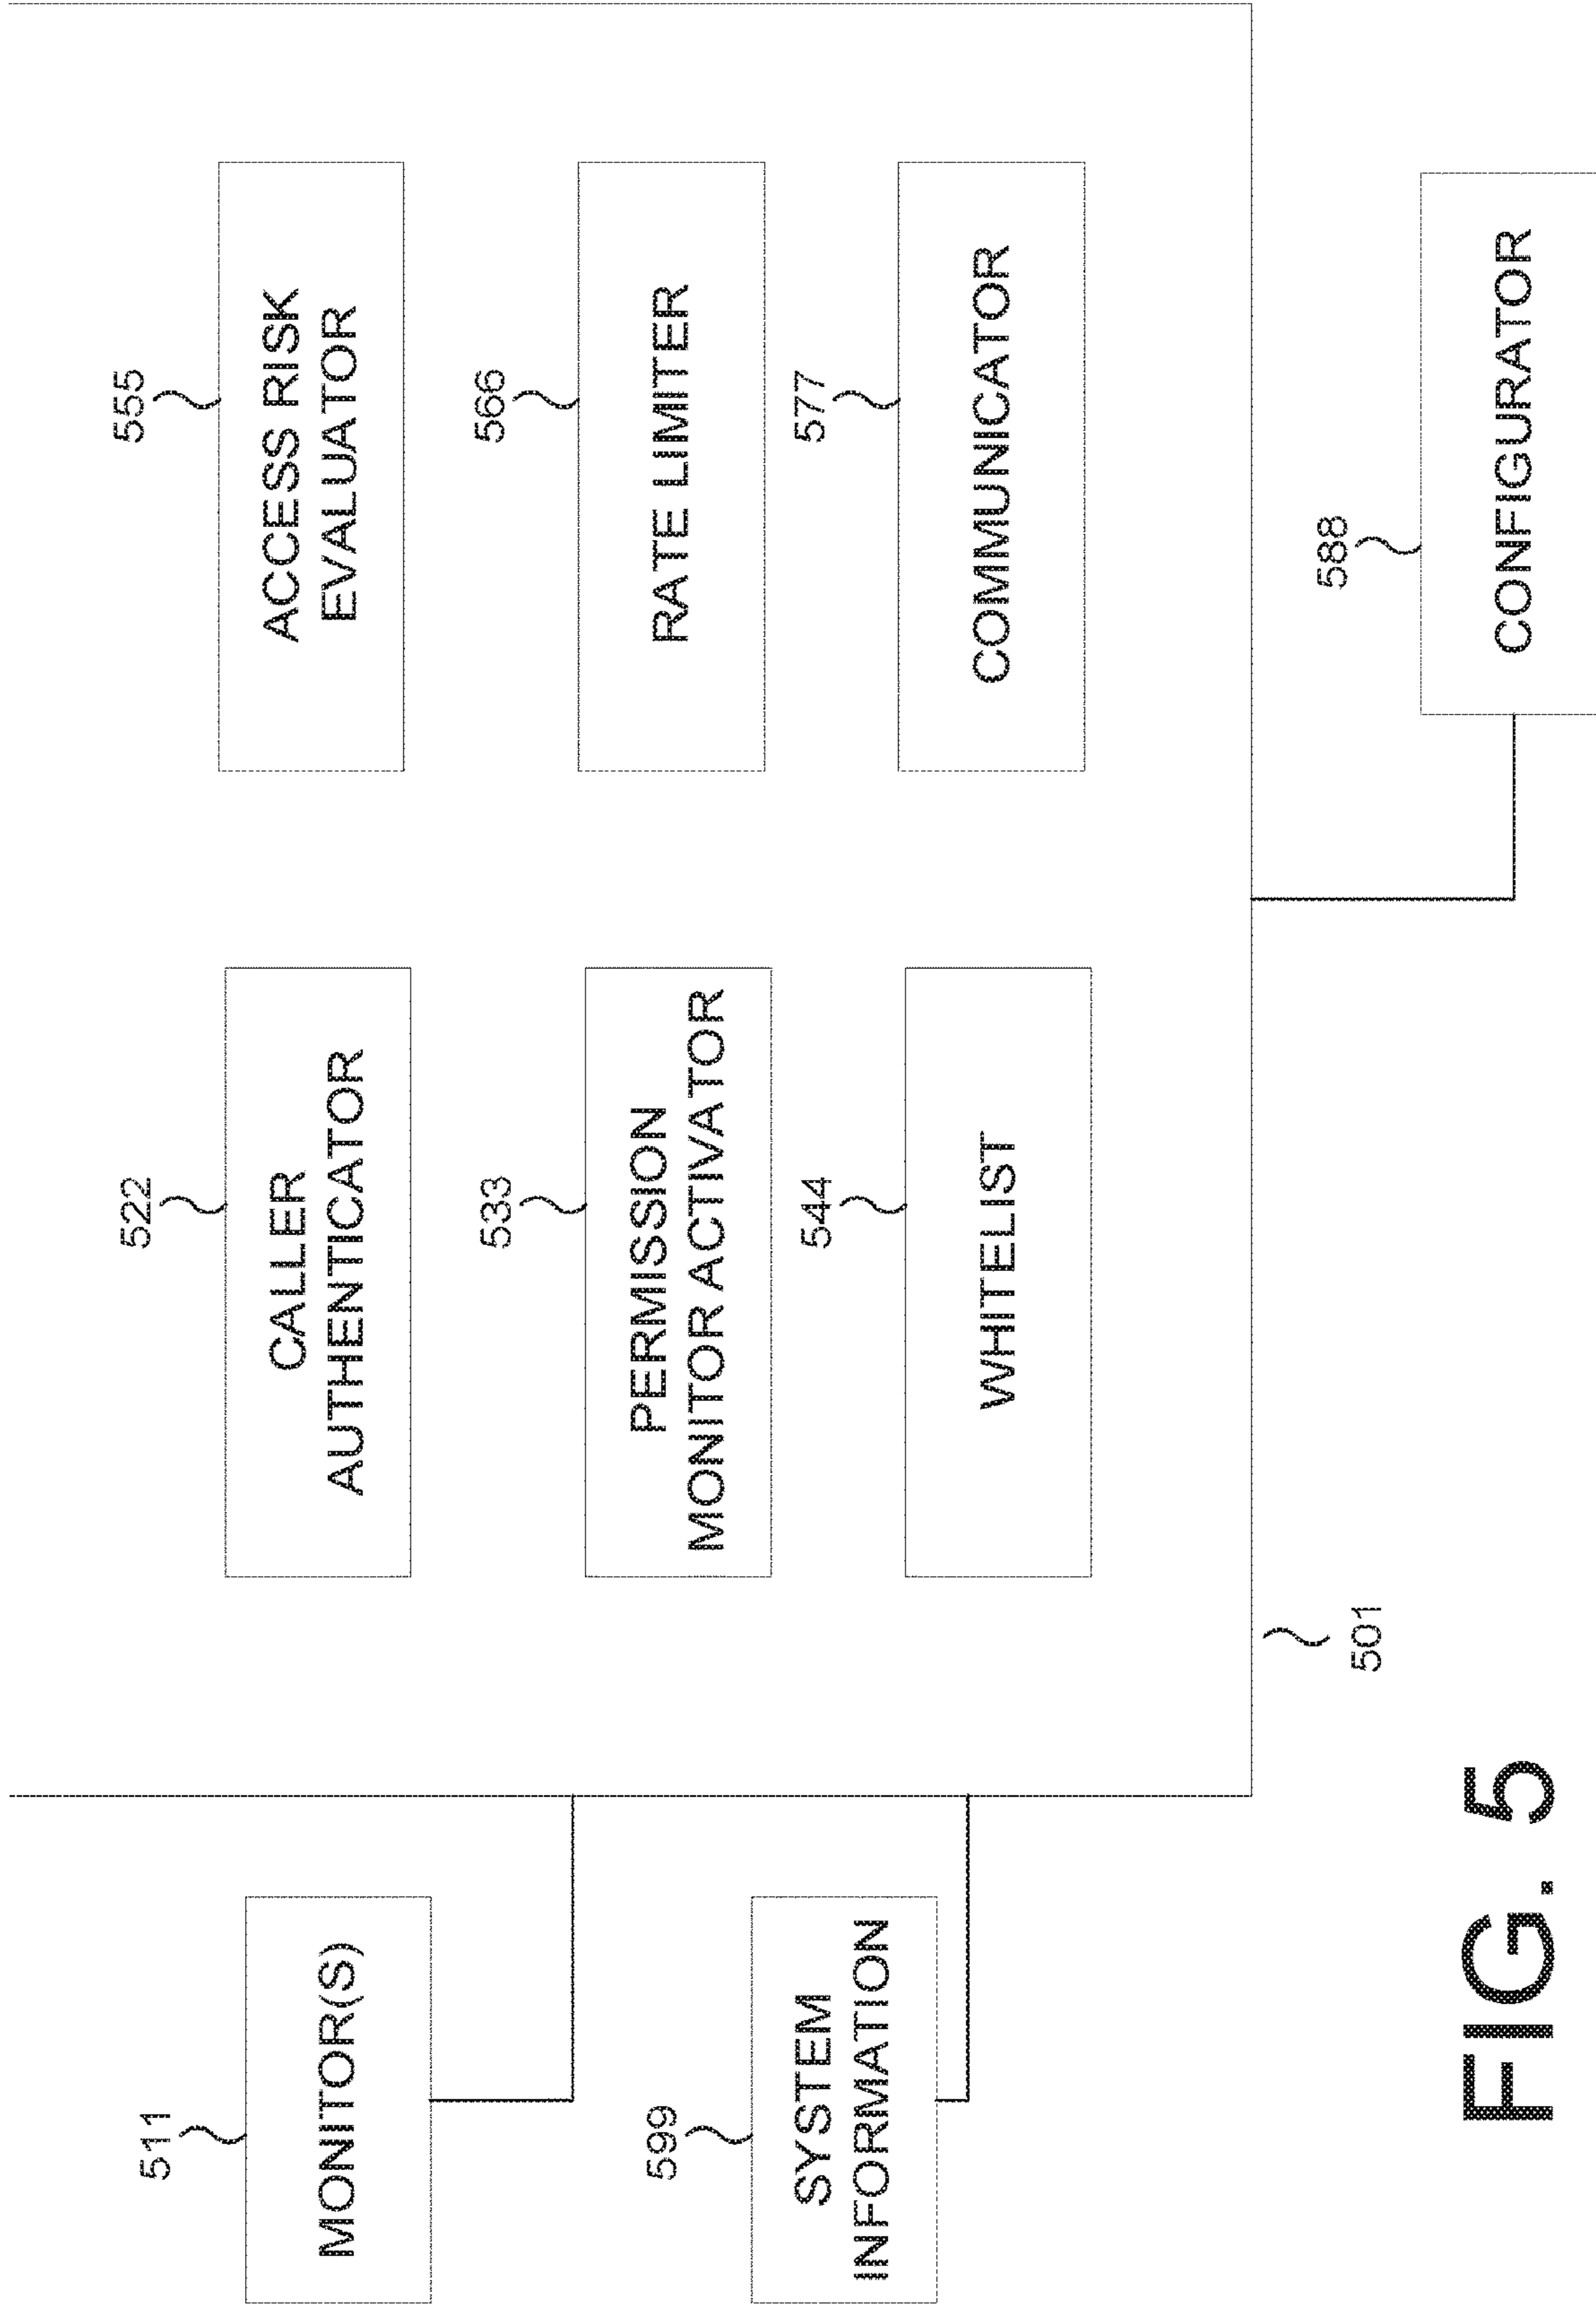 511
MONITOR(S)
599
SYSTEM
INFORMATION
522
CALLER
AUTHENTICATOR
533
PERMISSION
MONITOR ACTIVATOR
544
WHITELIST
555
ACCESS RISK
EVALUATOR
566
RATE LIMITER
577
COMMUNICATOR
501
588
CONFIGURATOR
FIG. 5